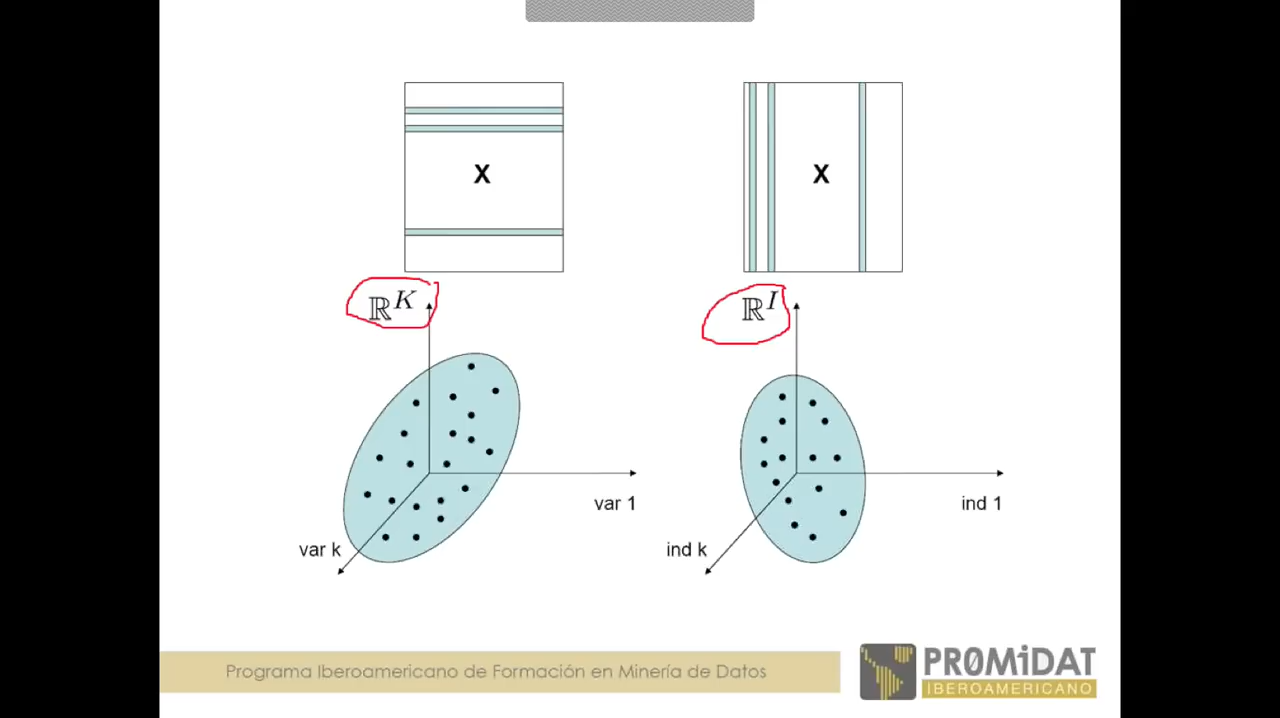 X
X
ℝ^K
ℝ^I
var 1
ind 1
var k
ind k
Programa Iberoamericano de Formación en Minería de Datos
PR0MiDAT
IBEROAMERICANO